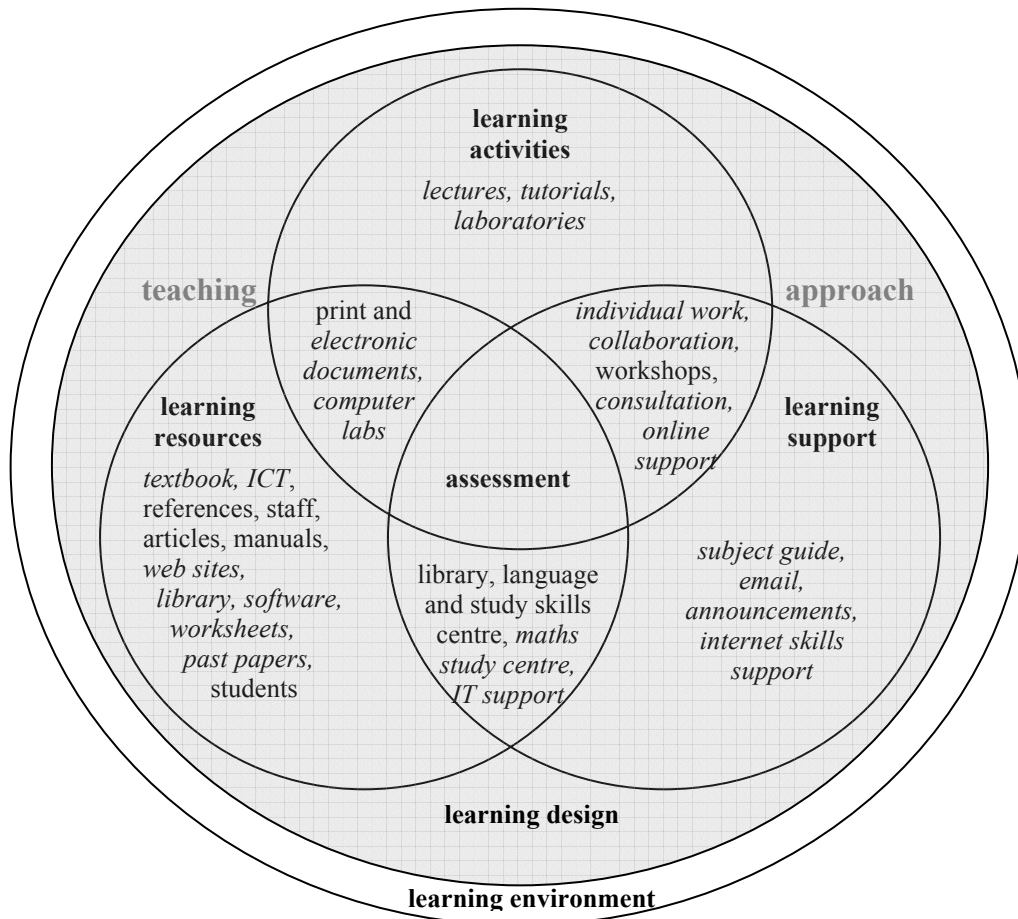 learning
activities
lectures, tutorials,
laboratories
teaching
approach
print and
electronic
documents,
computer
labs
individual work,
collaboration,
workshops,
consultation,
online
support
learning
resources
textbook, ICT,
references, staff,
articles, manuals,
web sites,
library, software,
worksheets,
past papers,
students
learning
support
assessment
subject guide,
email,
announcements,
internet skills
support
library, language
and study skills
centre, maths
study centre,
IT support
learning design
learning environment